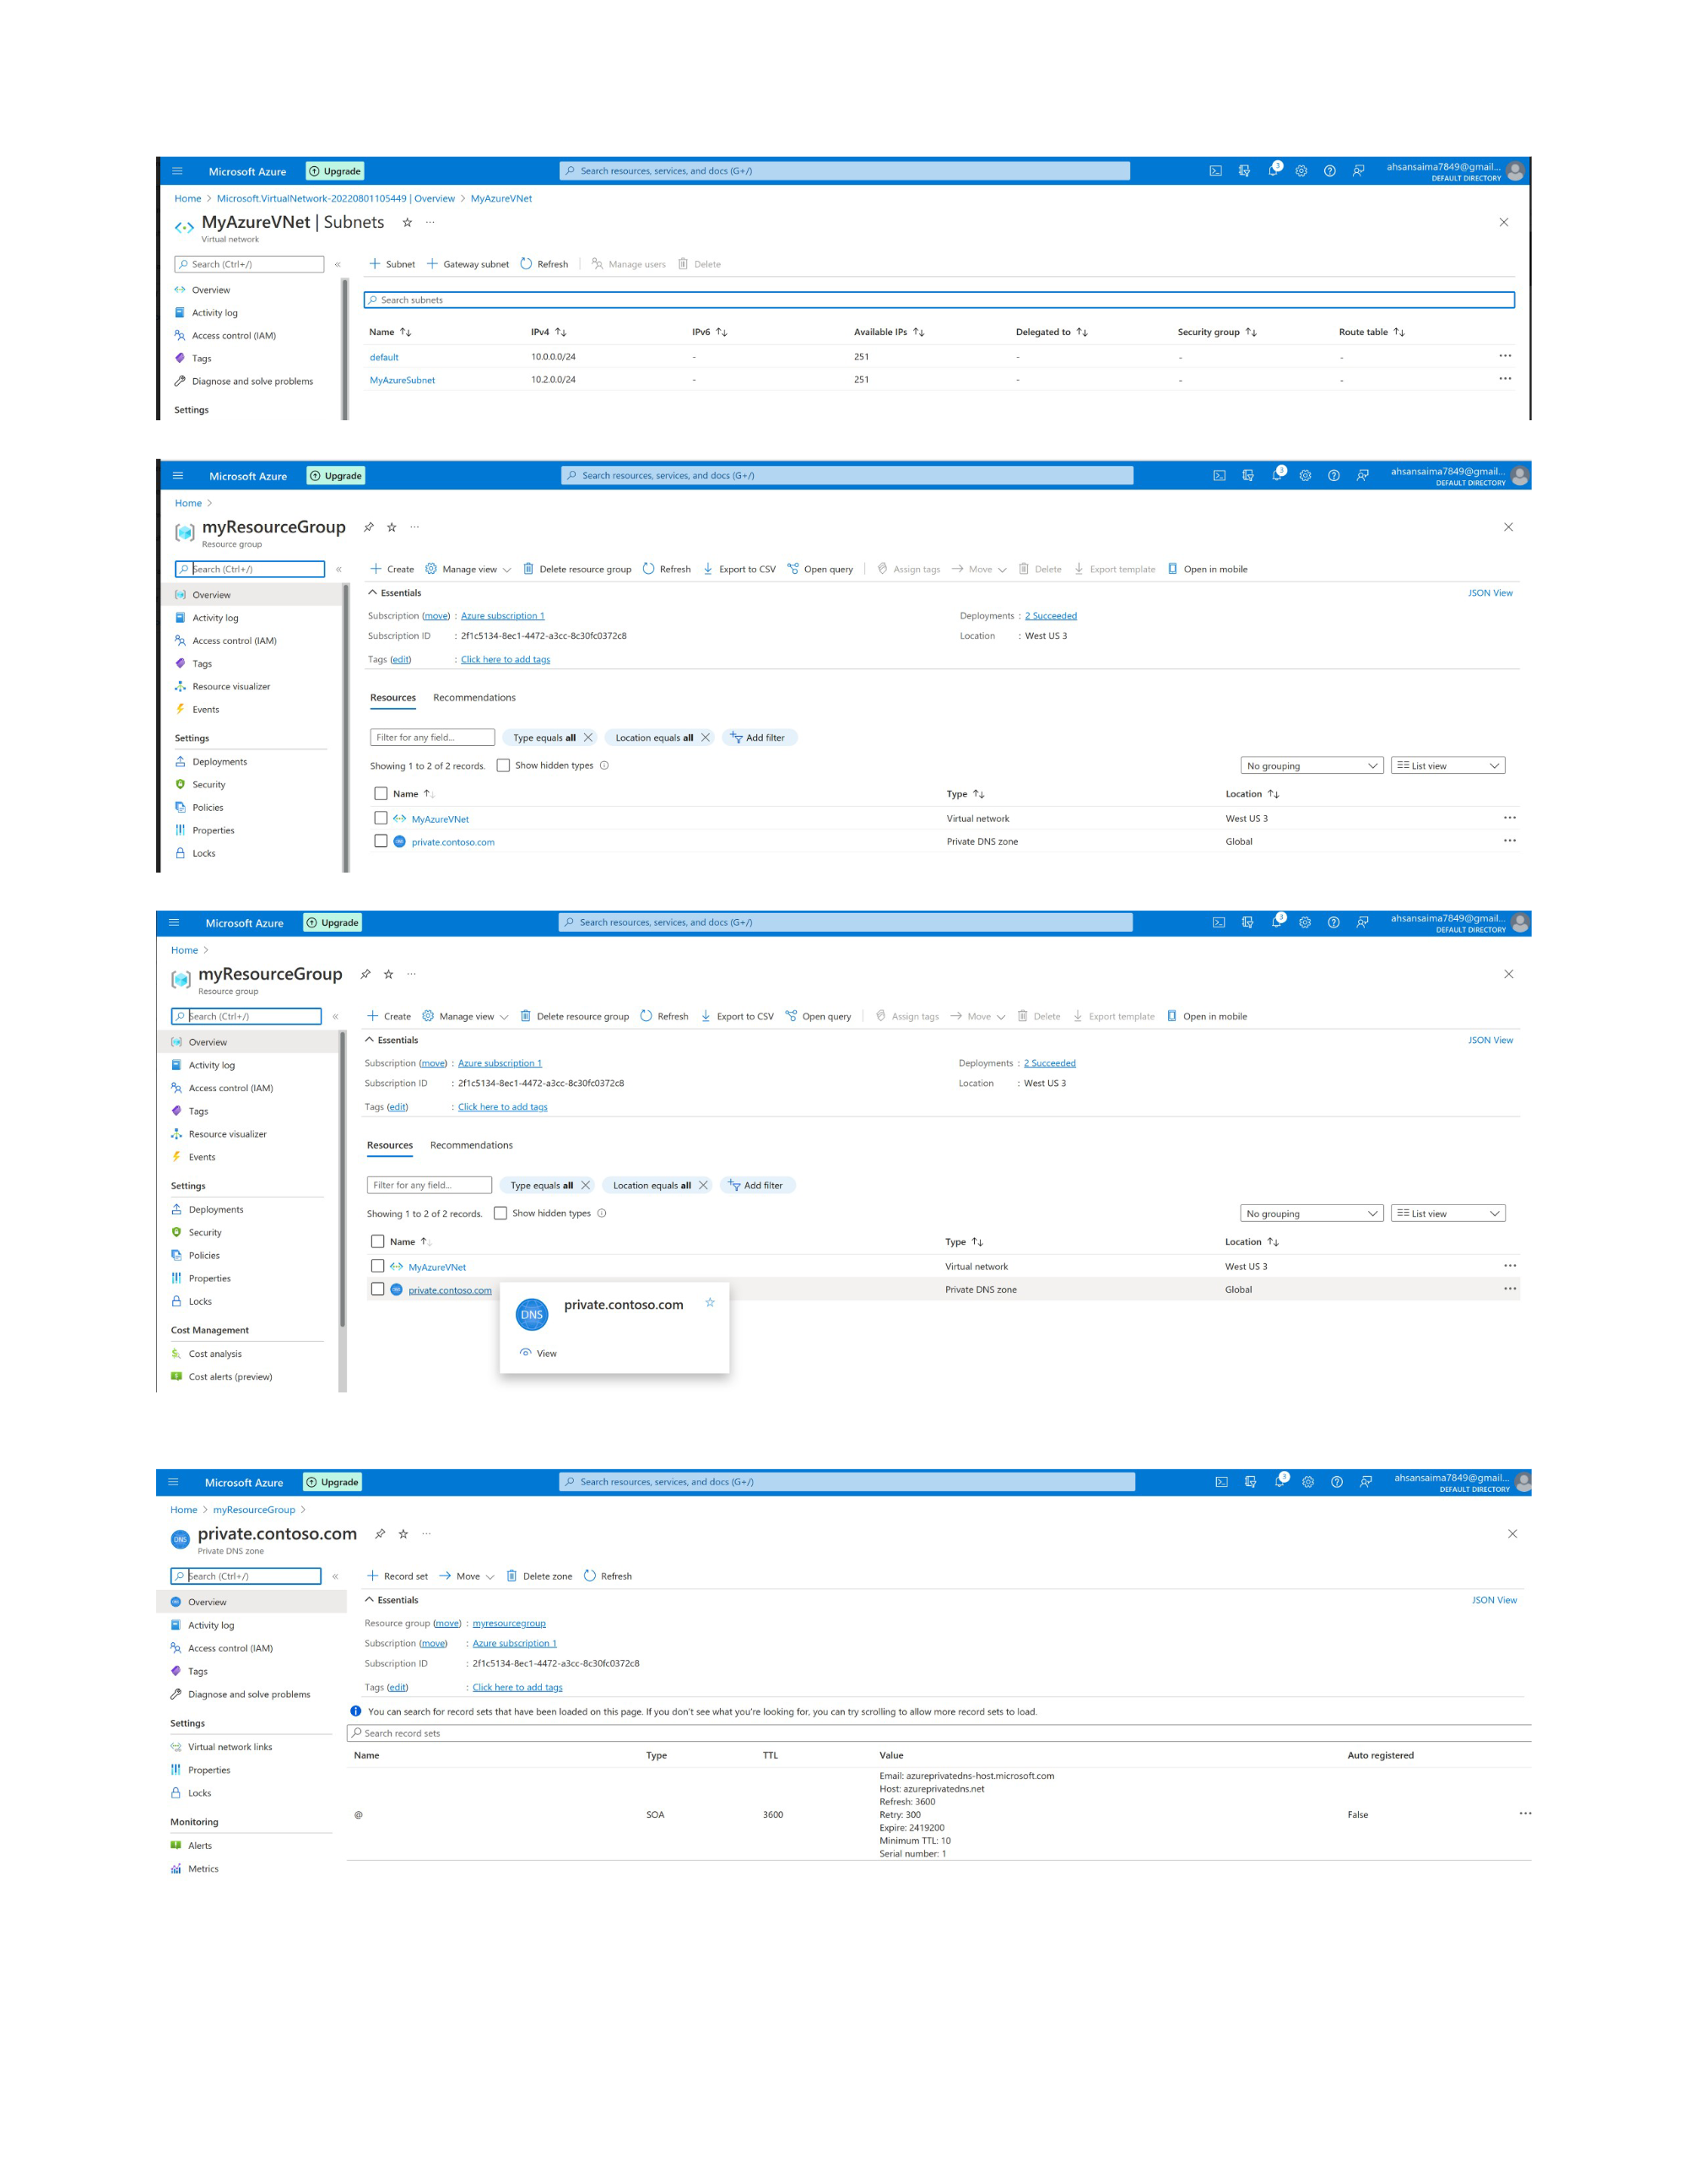 Microsoft Azure Upgrade Search resources, services, and docs (G+/) 3 ahsansaima7849@gmail...
DEFAULT DIRECTORY
Home > Microsoft.VirtualNetwork-20220801105449 | Overview > MyAzureVNet
MyAzureVNet | Subnets ...
Virtual network
Search (Ctrl+/) « + Subnet + Gateway subnet Refresh Manage users Delete
Overview
Search subnets
Activity log
Name IPv4 IPv6 Available IPs Delegated to Security group Route table
Access control (IAM)
default 10.0.0.0/24 - 251 - - - ...
Tags
MyAzureSubnet 10.2.0.0/24 - 251 - - - ...
Diagnose and solve problems
Settings
Microsoft Azure Upgrade Search resources, services, and docs (G+/) 3 ahsansaima7849@gmail...
DEFAULT DIRECTORY
Home >
myResourceGroup ...
Resource group
Search (Ctrl+/) « + Create Manage view Delete resource group Refresh Export to CSV Open query Assign tags Move Delete Export template Open in mobile
Overview
Essentials JSON View
Activity log
Subscription (move) : Azure subscription 1 Deployments : 2 Succeeded
Access control (IAM)
Subscription ID : 2f1c5134-8ec1-4472-a3cc-8c30fc0372c8 Location : West US 3
Tags
Tags (edit) : Click here to add tags
Resource visualizer
Resources Recommendations
Events
Settings
Filter for any field... Type equals all Location equals all Add filter
Deployments
Showing 1 to 2 of 2 records. Show hidden types No grouping List view
Security
Name Type Location
Policies
MyAzureVNet Virtual network West US 3 ...
Properties
private.contoso.com Private DNS zone Global ...
Locks
Microsoft Azure Upgrade Search resources, services, and docs (G+/) 3 ahsansaima7849@gmail...
DEFAULT DIRECTORY
Home >
myResourceGroup ...
Resource group
Search (Ctrl+/) « + Create Manage view Delete resource group Refresh Export to CSV Open query Assign tags Move Delete Export template Open in mobile
Overview
Essentials JSON View
Activity log
Subscription (move) : Azure subscription 1 Deployments : 2 Succeeded
Access control (IAM)
Subscription ID : 2f1c5134-8ec1-4472-a3cc-8c30fc0372c8 Location : West US 3
Tags
Tags (edit) : Click here to add tags
Resource visualizer
Resources Recommendations
Events
Settings
Filter for any field... Type equals all Location equals all Add filter
Deployments
Showing 1 to 2 of 2 records. Show hidden types No grouping List view
Security
Name Type Location
Policies
MyAzureVNet Virtual network West US 3 ...
Properties
private.contoso.com Private DNS zone Global ...
Locks
DNS private.contoso.com
Cost Management
View
Cost analysis
Cost alerts (preview)
Microsoft Azure Upgrade Search resources, services, and docs (G+/) 3 ahsansaima7849@gmail...
DEFAULT DIRECTORY
Home > myResourceGroup >
DNS private.contoso.com ...
Private DNS zone
Search (Ctrl+/) « + Record set Move Delete zone Refresh
Overview
Essentials JSON View
Activity log
Resource group (move) : myresourcegroup
Access control (IAM)
Subscription (move) : Azure subscription 1
Tags
Subscription ID : 2f1c5134-8ec1-4472-a3cc-8c30fc0372c8
Diagnose and solve problems
Tags (edit) : Click here to add tags
Settings
You can search for record sets that have been loaded on this page. If you don't see what you're looking for, you can try scrolling to allow more record sets to load.
Virtual network links
Search record sets
Properties
Name Type TTL Value Auto registered
Locks
Monitoring
Alerts
Metrics
Email: azureprivatedns-host.microsoft.com
Host: azureprivatedns.net
Refresh: 3600
@ SOA 3600 Retry: 300 False ...
Expire: 2419200
Minimum TTL: 10
Serial number: 1